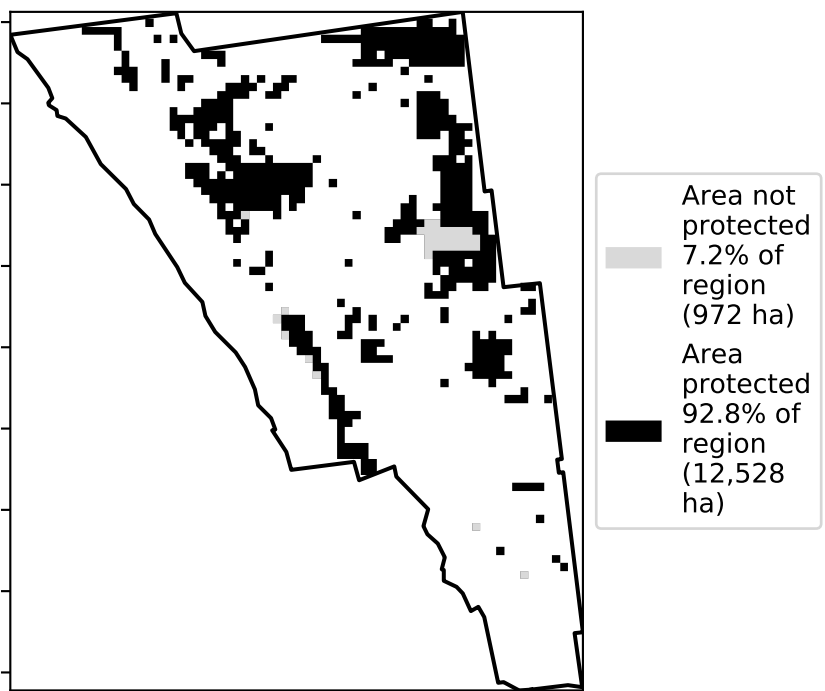 Area not
protected
7.2% of
region
(972 ha)
Area
protected
92.8% of
region
(12,528
ha)